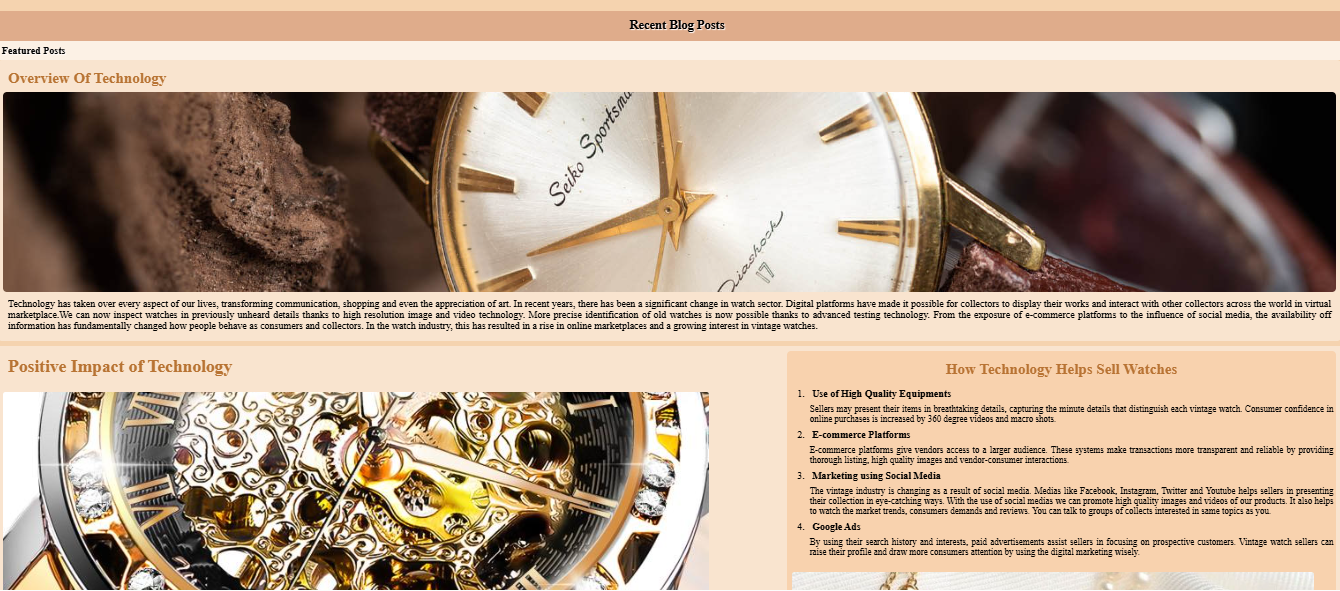 Recent Blog Posts
Featured Posts
Overview Of Technology
Seiko Sportsma
Diashock
17
Technology has taken over every aspect of our lives, transforming communication, shopping and even the appreciation of art. In recent years, there has been a significant change in watch sector. Digital platforms have made it possible for collectors to display their works and interact with other collectors across the world in virtual
marketplace.We can now inspect watches in previously unheard details thanks to high resolution image and video technology. More precise identification of old watches is now possible thanks to advanced testing technology. From the exposure of e-commerce platforms to the influence of social media, the availability off
information has fundamentally changed how people behave as consumers and collectors. In the watch industry, this has resulted in a rise in online marketplaces and a growing interest in vintage watches.
Positive Impact of Technology
How Technology Helps Sell Watches
1. Use of High Quality Equipments
Sellers may present their items in breathtaking details, capturing the minute details that distinguish each vintage watch. Consumer confidence in
online purchases is increased by 360 degree videos and macro shots.
2. E-commerce Platforms
E-commerce platforms give vendors access to a larger audience. These systems make transactions more transparent and reliable by providing
thorough listing, high quality images and vendor-consumer interactions.
3. Marketing using Social Media
The vintage industry is changing as a result of social media. Medias like Facebook, Instagram, Twitter and Youtube helps sellers in presenting
their collection in eye-catching ways. With the use of social medias we can promote high quality images and videos of our products. It also helps
to watch the market trends, consumers demands and reviews. You can talk to groups of collects interested in same topics as you.
4. Google Ads
By using their search history and interests, paid advertisements assist sellers in focusing on prospective customers. Vintage watch sellers can
raise their profile and draw more consumers attention by using the digital marketing wisely.